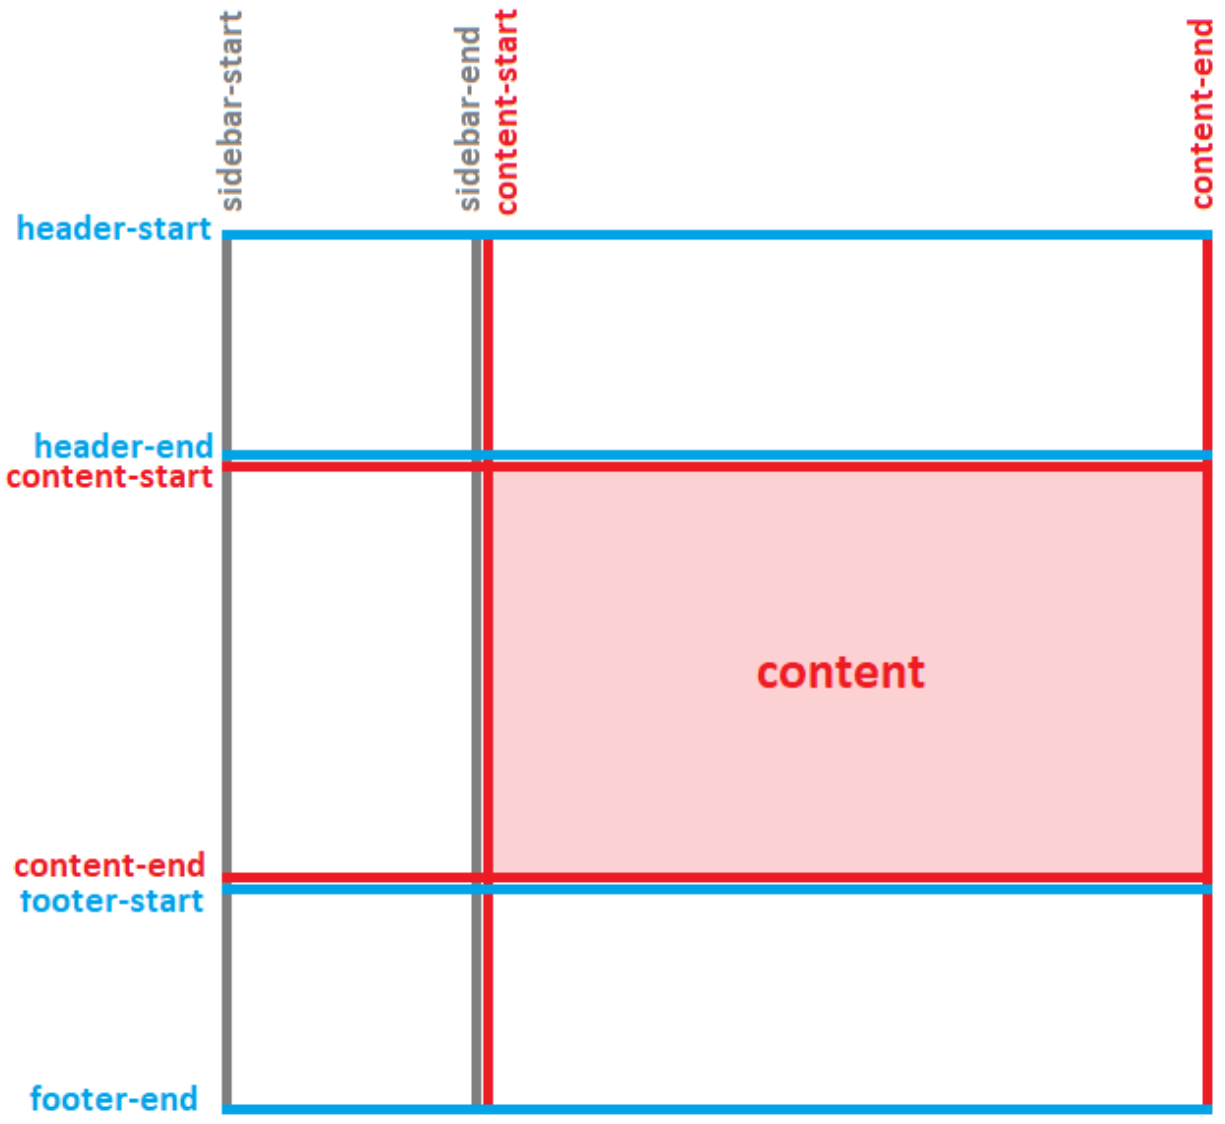 sidebar-start
sidebar-end
content-start
content-end
header-start
header-end
content-start
content
content-end
footer-start
footer-end